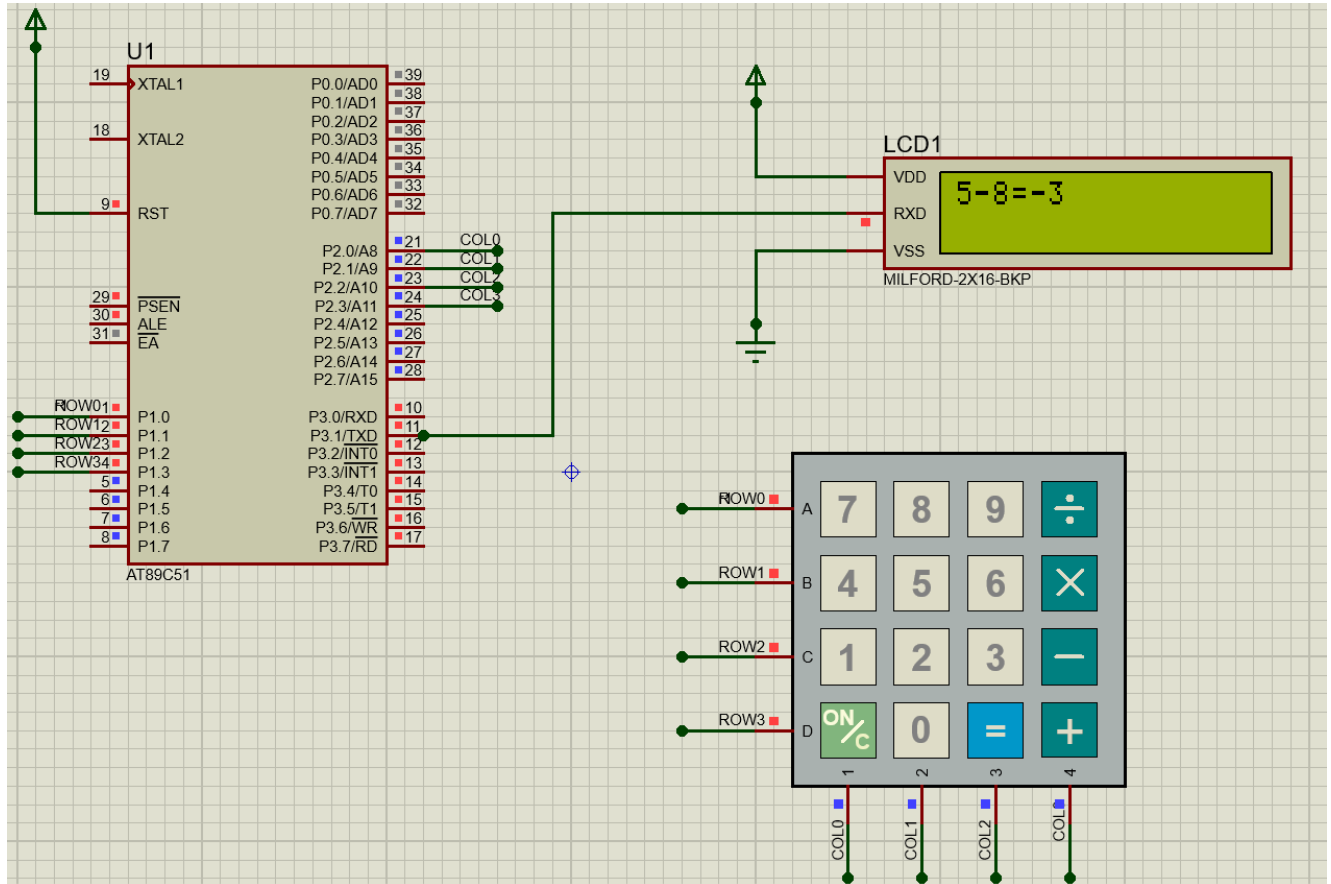 U1
19 XTAL1
18 XTAL2
9 RST
29 PSEN
30 ALE
31 EA
ROW0 1 P1.0
ROW1 2 P1.1
ROW2 3 P1.2
ROW3 4 P1.3
5 P1.4
6 P1.5
7 P1.6
8 P1.7
P0.0/AD0 39
P0.1/AD1 38
P0.2/AD2 37
P0.3/AD3 36
P0.4/AD4 35
P0.5/AD5 34
P0.6/AD6 33
P0.7/AD7 32
P2.0/A8 21 COL0
P2.1/A9 22 COL1
P2.2/A10 23 COL2
P2.3/A11 24 COL3
P2.4/A12 25
P2.5/A13 26
P2.6/A14 27
P2.7/A15 28
P3.0/RXD 10
P3.1/TXD 11
P3.2/INT0 12
P3.3/INT1 13
P3.4/T0 14
P3.5/T1 15
P3.6/WR 16
P3.7/RD 17
AT89C51
LCD1
VDD
RXD
VSS
5-8=-3
MILFORD-2X16-BKP
ROW0 A 7 8 9 ÷
ROW1 B 4 5 6 ×
ROW2 C 1 2 3 −
ROW3 D ON/C 0 = +
1 2 3 4
COL0 COL1 COL2